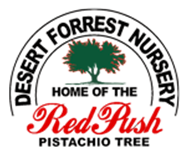 DESERT FORREST NURSERY
HOME OF THE
Red Push
PISTACHIO TREE